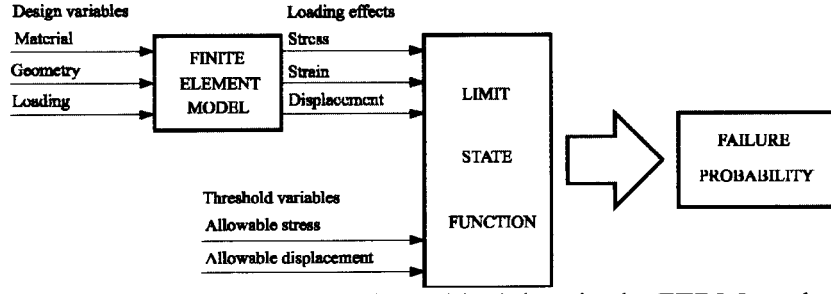 Design variables
Material
Geometry
Loading
FINITE
ELEMENT
MODEL
Loading effects
Stress
Strain
Displacement
Threshold variables
Allowable stress
Allowable displacement
LIMIT
STATE
FUNCTION
FAILURE
PROBABILITY